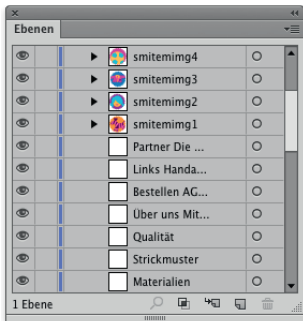 Ebenen
smitemimg4
smitemimg3
smitemimg2
smitemimg1
Partner Die ...
Links Handa...
Bestellen AG...
Über uns Mit...
Qualität
Strickmuster
Materialien
1 Ebene